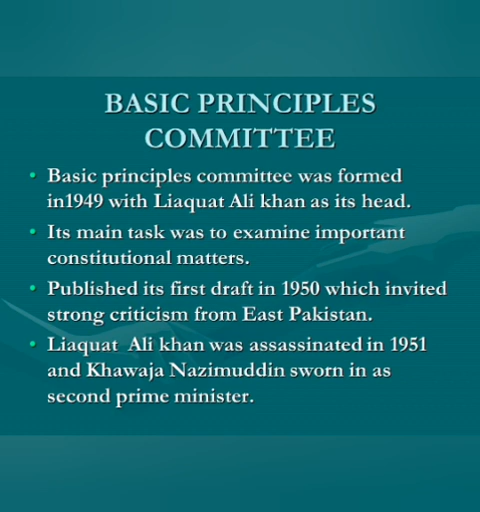 BASIC PRINCIPLES
COMMITTEE
• Basic principles committee was formed
in1949 with Liaquat Ali khan as its head.
• Its main task was to examine important
constitutional matters.
• Published its first draft in 1950 which invited
strong criticism from East Pakistan.
• Liaquat Ali khan was assassinated in 1951
and Khawaja Nazimuddin sworn in as
second prime minister.